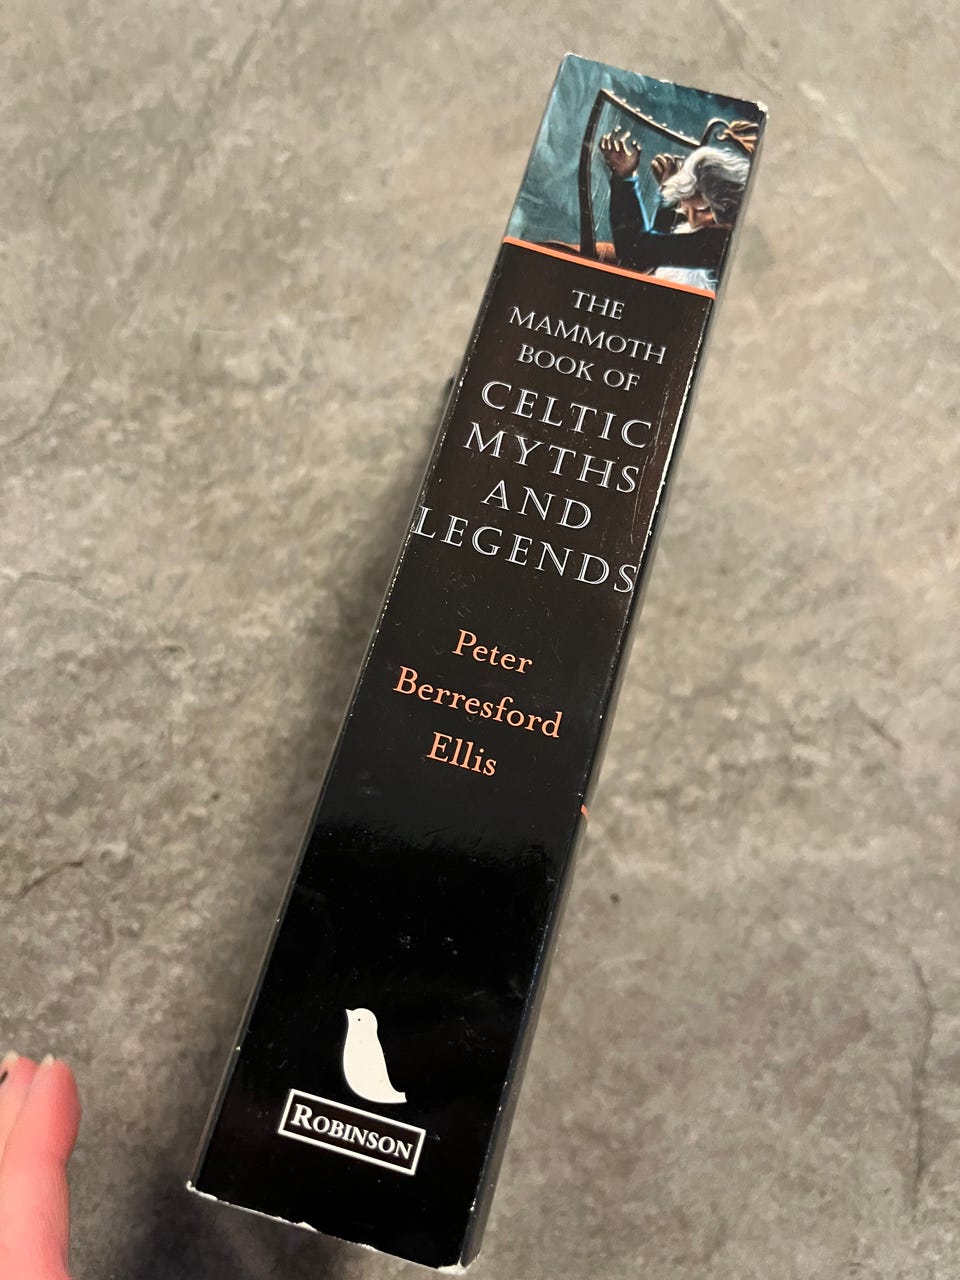 THE
MAMMOTH
BOOK OF
CELTIC
MYTHS
AND
LEGENDS
Peter
Berresford
Ellis
ROBINSON